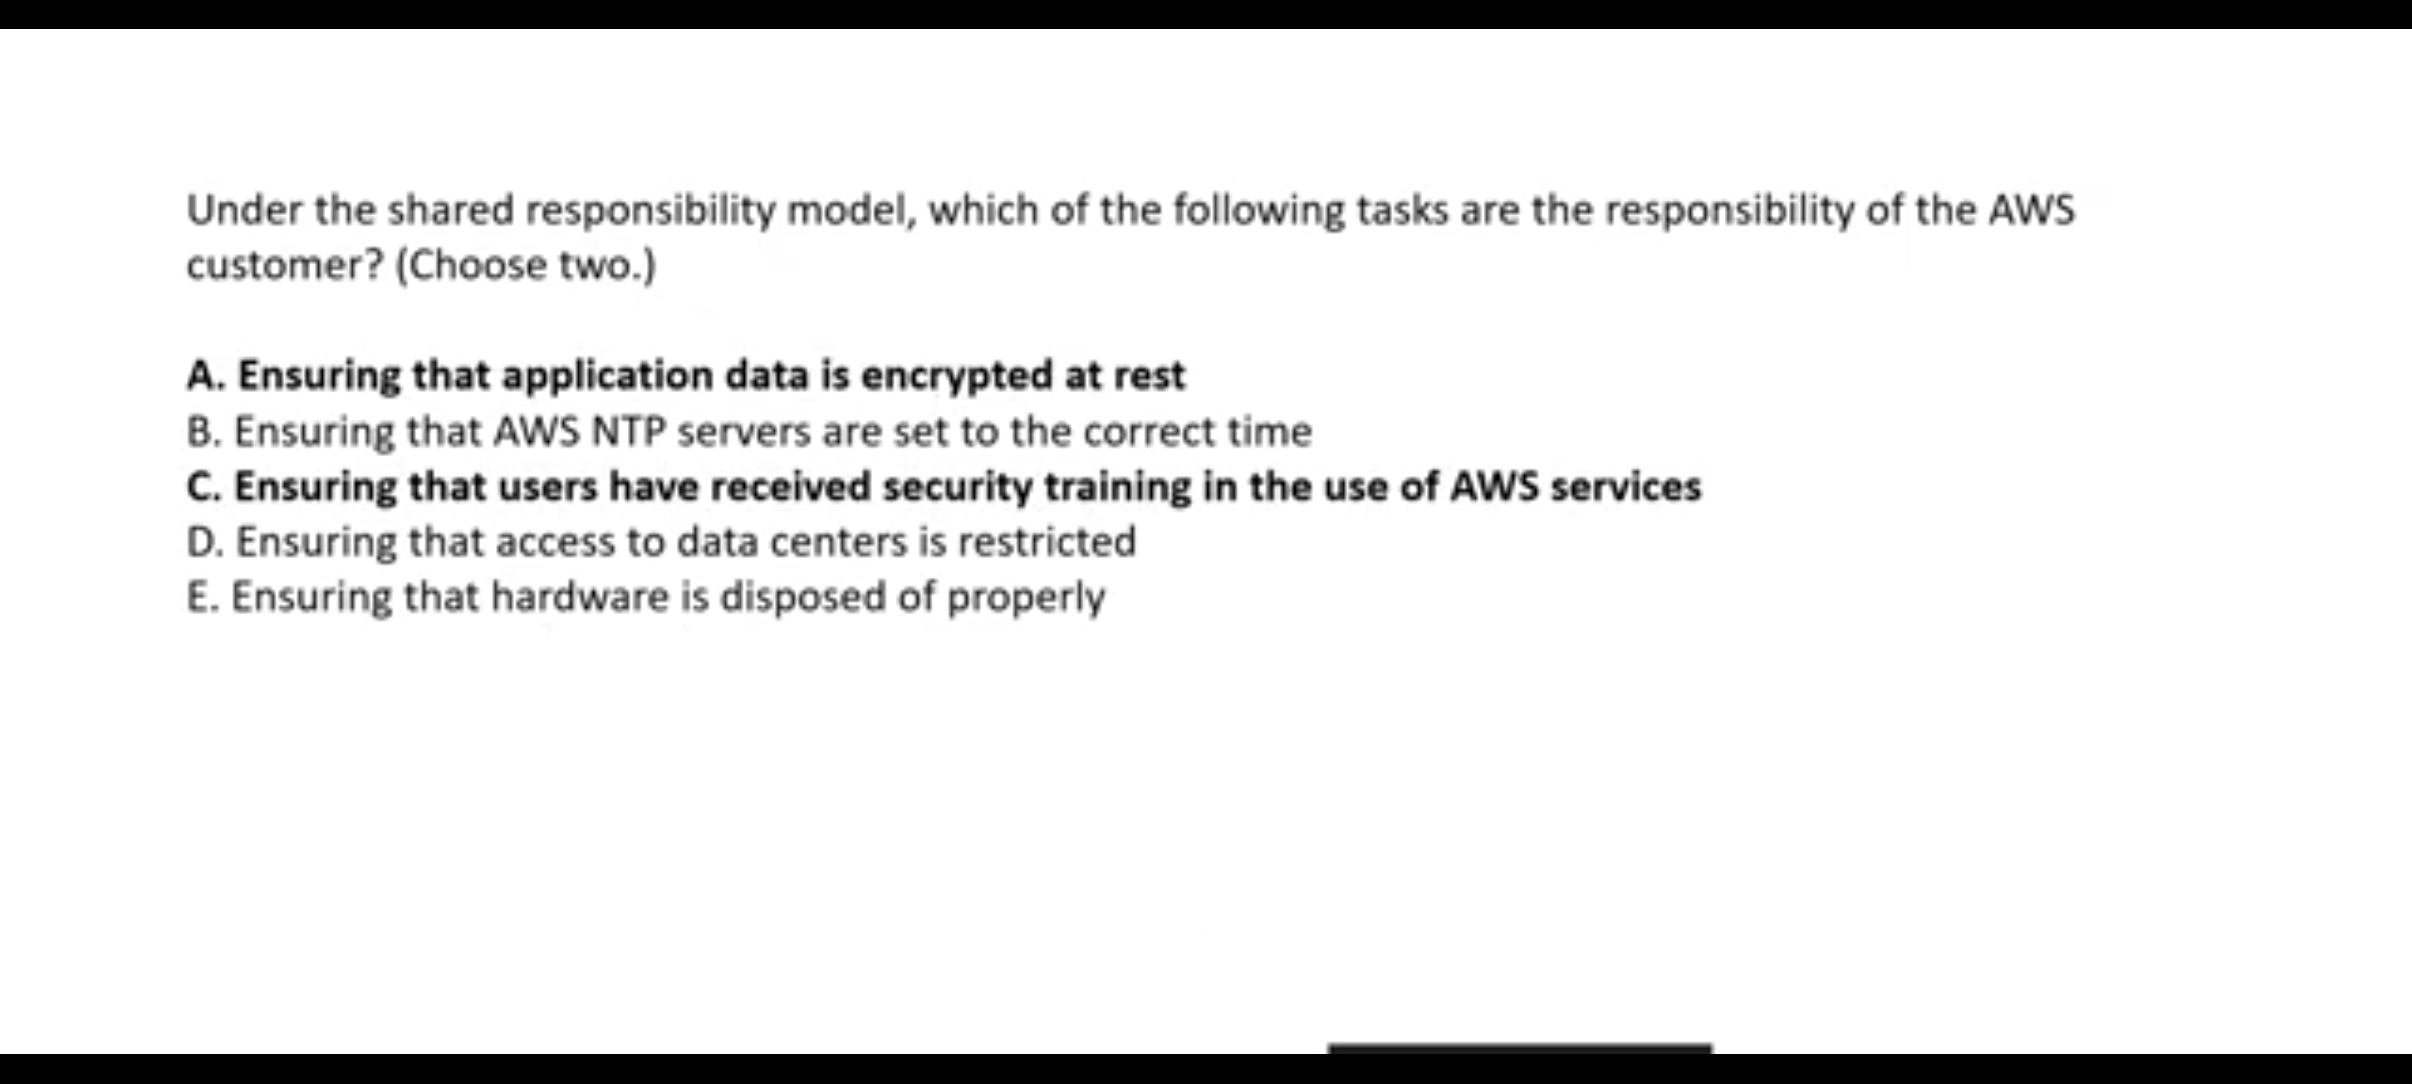 Under the shared responsibility model, which of the following tasks are the responsibility of the AWS
customer? (Choose two.)
A. Ensuring that application data is encrypted at rest
B. Ensuring that AWS NTP servers are set to the correct time
C. Ensuring that users have received security training in the use of AWS services
D. Ensuring that access to data centers is restricted
E. Ensuring that hardware is disposed of properly